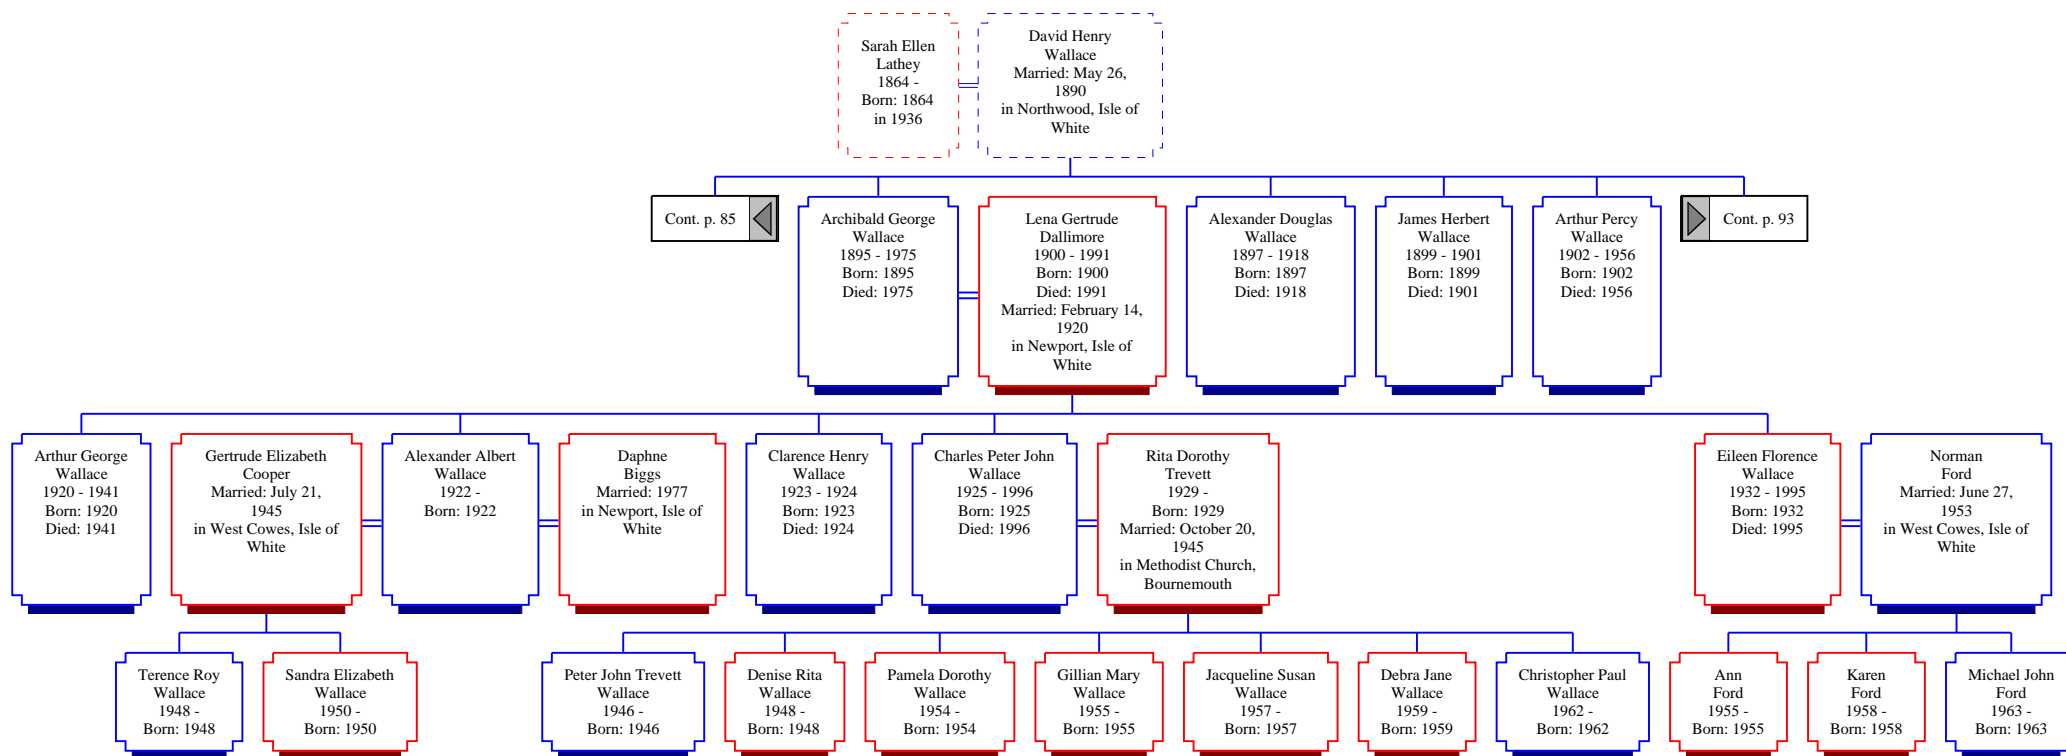 Sarah Ellen
Lathey
1864 -
Born: 1864
in 1936
David Henry
Wallace
Married: May 26,
1890
in Northwood, Isle of
White
Cont. p. 85
Archibald George
Wallace
1895 - 1975
Born: 1895
Died: 1975
Lena Gertrude
Dallimore
1900 - 1991
Born: 1900
Died: 1991
Married: February 14,
1920
in Newport, Isle of
White
Alexander Douglas
Wallace
1897 - 1918
Born: 1897
Died: 1918
James Herbert
Wallace
1899 - 1901
Born: 1899
Died: 1901
Arthur Percy
Wallace
1902 - 1956
Born: 1902
Died: 1956
Cont. p. 93
Arthur George
Wallace
1920 - 1941
Born: 1920
Died: 1941
Gertrude Elizabeth
Cooper
Married: July 21,
1945
in West Cowes, Isle of
White
Alexander Albert
Wallace
1922 -
Born: 1922
Daphne
Biggs
Married: 1977
in Newport, Isle of
White
Clarence Henry
Wallace
1923 - 1924
Born: 1923
Died: 1924
Charles Peter John
Wallace
1925 - 1996
Born: 1925
Died: 1996
Rita Dorothy
Trevett
1929 -
Born: 1929
Married: October 20,
1945
in Methodist Church,
Bournemouth
Eileen Florence
Wallace
1932 - 1995
Born: 1932
Died: 1995
Norman
Ford
Married: June 27,
1953
in West Cowes, Isle of
White
Terence Roy
Wallace
1948 -
Born: 1948
Sandra Elizabeth
Wallace
1950 -
Born: 1950
Peter John Trevett
Wallace
1946 -
Born: 1946
Denise Rita
Wallace
1948 -
Born: 1948
Pamela Dorothy
Wallace
1954 -
Born: 1954
Gillian Mary
Wallace
1955 -
Born: 1955
Jacqueline Susan
Wallace
1957 -
Born: 1957
Debra Jane
Wallace
1959 -
Born: 1959
Christopher Paul
Wallace
1962 -
Born: 1962
Ann
Ford
1955 -
Born: 1955
Karen
Ford
1958 -
Born: 1958
Michael John
Ford
1963 -
Born: 1963